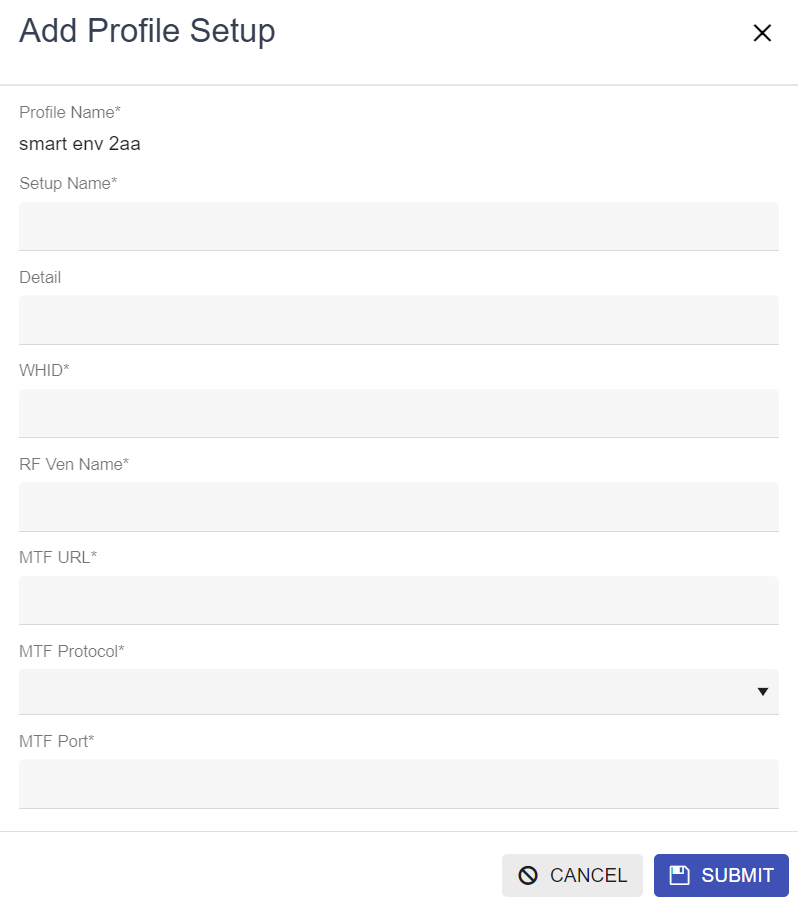 Add Profile Setup
Profile Name*
smart env 2aa
Setup Name*
Detail
WHID*
RF Ven Name*
MTF URL*
MTF Protocol*
MTF Port*
CANCEL
SUBMIT